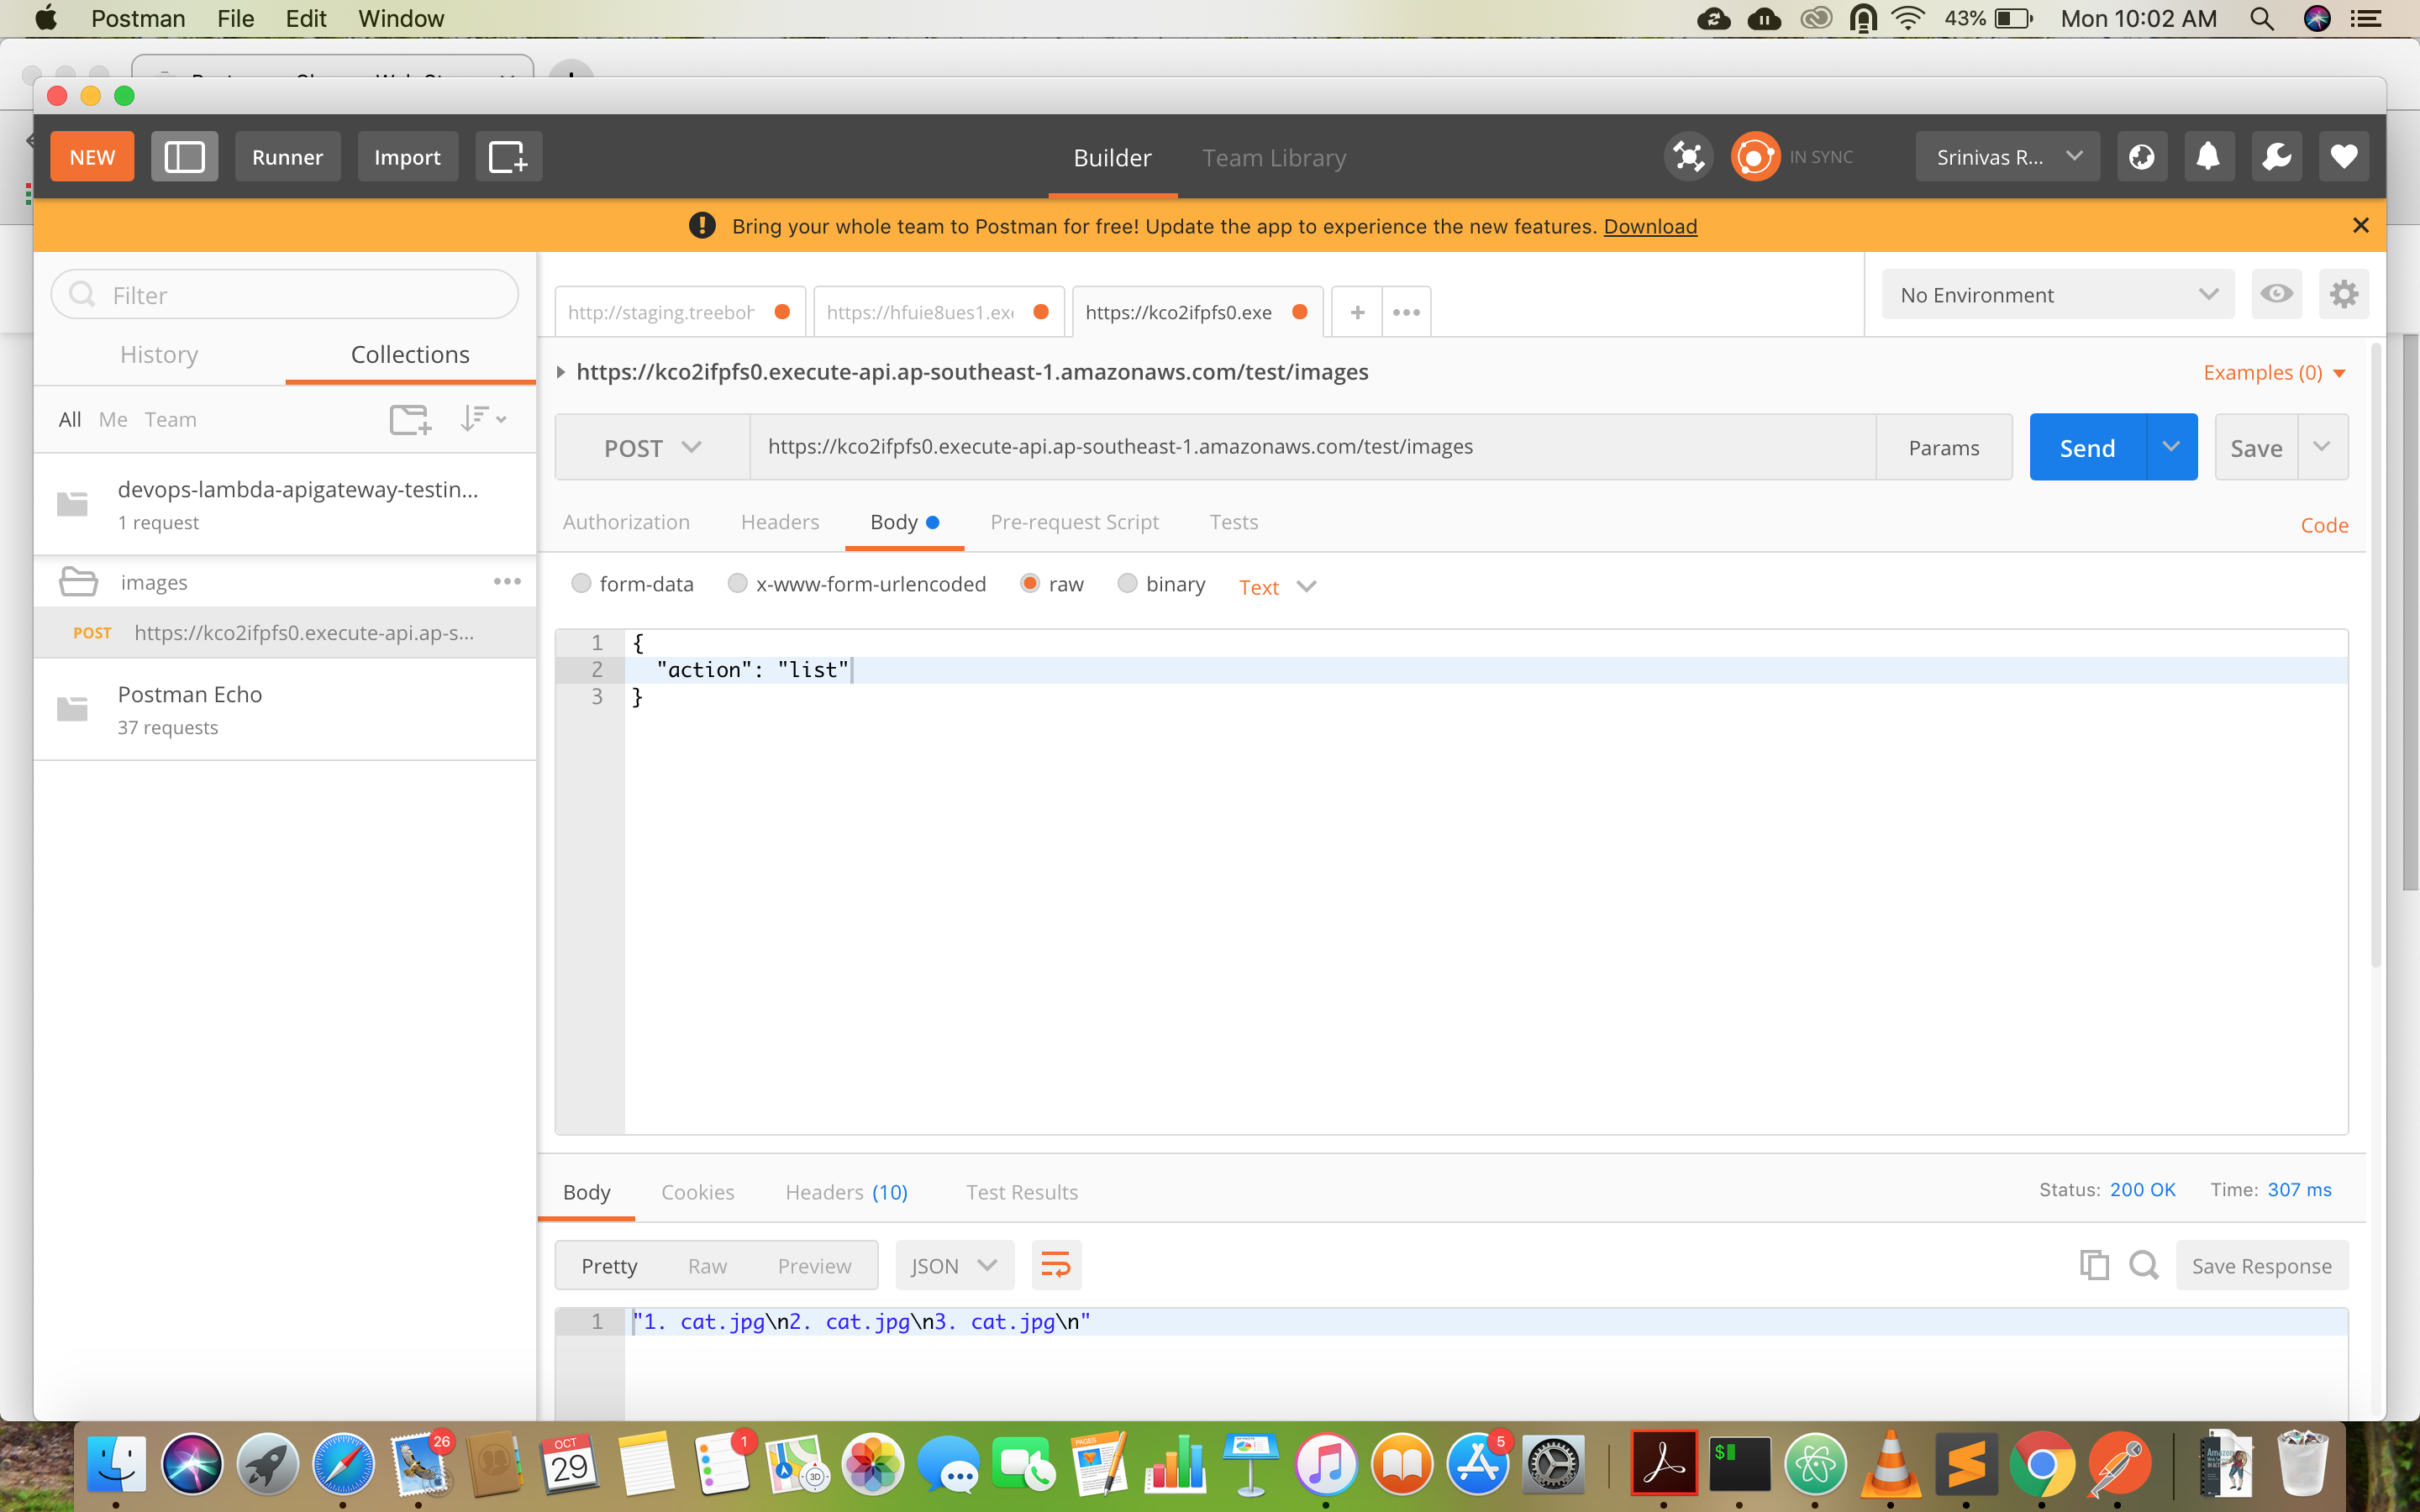 Postman File Edit Window 43% Mon 10:02 AM
NEW Runner Import Builder Team Library IN SYNC Srinivas R...
Bring your whole team to Postman for free! Update the app to experience the new features. Download
Filter
History Collections
All Me Team
devops-lambda-apigateway-testin...
1 request
images
POST https://kco2ifpfs0.execute-api.ap-s...
Postman Echo
37 requests
http://staging.treebo https://hfuie8ues1.ex https://kco2ifpfs0.exe + No Environment
https://kco2ifpfs0.execute-api.ap-southeast-1.amazonaws.com/test/images Examples (0)
POST https://kco2ifpfs0.execute-api.ap-southeast-1.amazonaws.com/test/images Params Send Save
Authorization Headers Body Pre-request Script Tests Code
form-data x-www-form-urlencoded raw binary Text
1 {
2 "action": "list"
3 }
Body Cookies Headers (10) Test Results Status: 200 OK Time: 307 ms
Pretty Raw Preview JSON Save Response
1 "1. cat.jpg\n2. cat.jpg\n3. cat.jpg\n"
26 OCT 29 1 3D PAGES 5 $